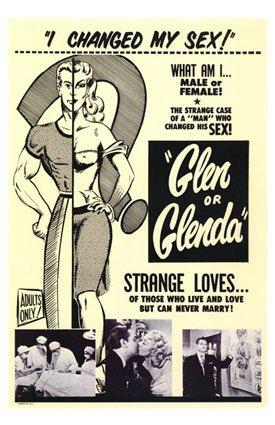 "I CHANGED MY SEX!"
WHAT AM I...
MALE or
FEMALE!
★
THE STRANGE CASE
OF A "MAN" WHO
CHANGED HIS SEX!
"Glen
OR
Glenda"
ADULTS
ONLY!
STRANGE LOVES...
OF THOSE WHO LIVE AND LOVE
BUT CAN NEVER MARRY!